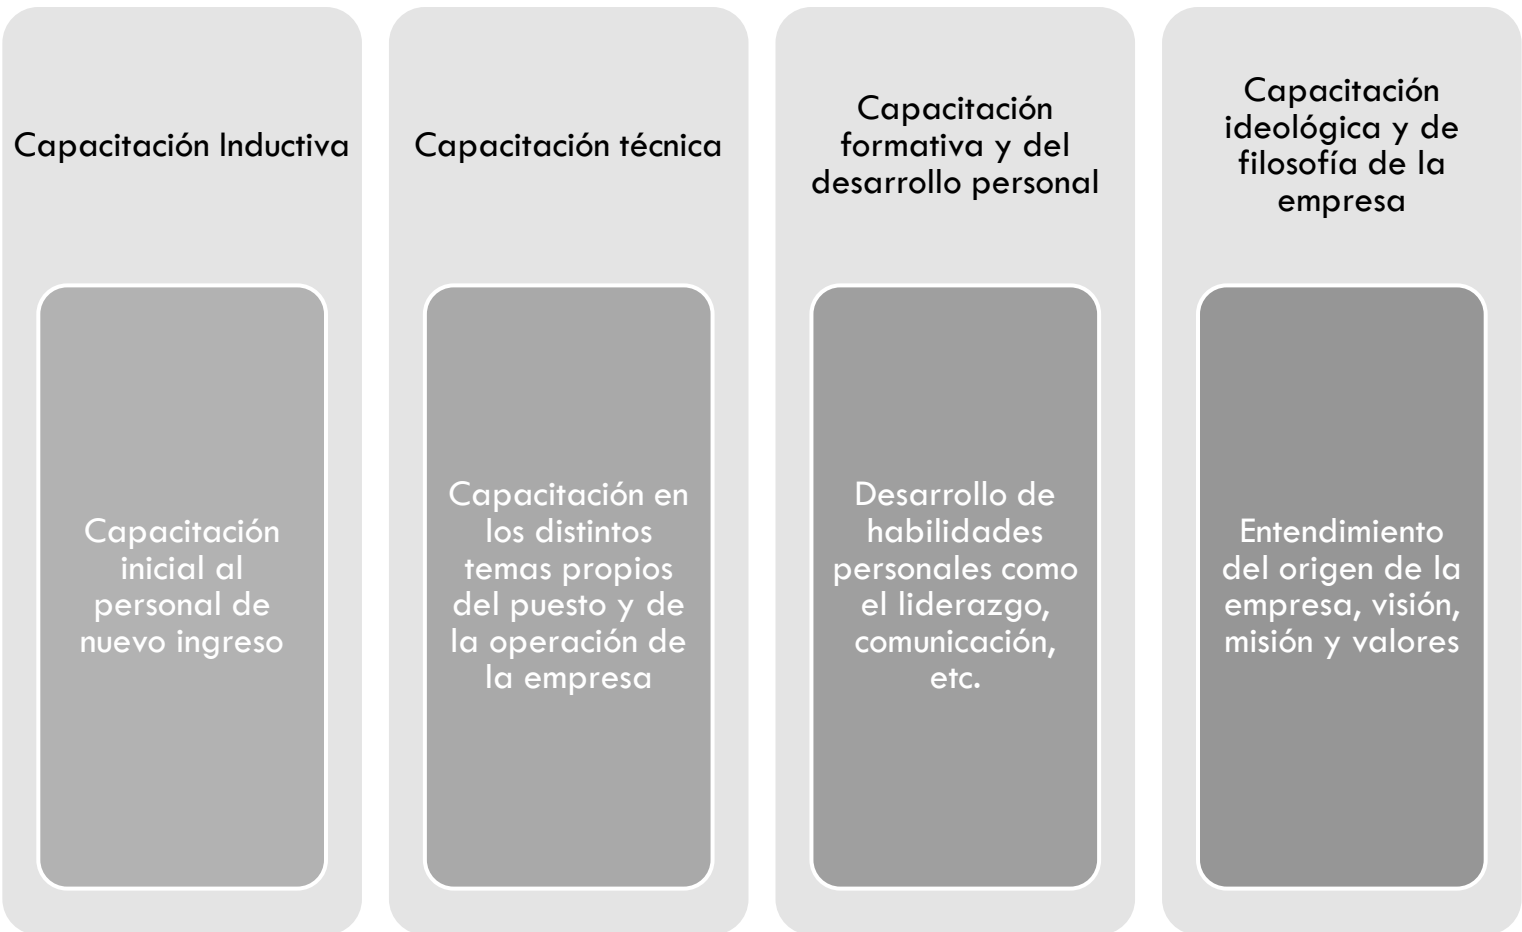 Capacitación Inductiva
Capacitación
inicial al
personal de
nuevo ingreso
Capacitación técnica
Capacitación en
los distintos
temas propios
del puesto y de
la operación de
la empresa
Capacitación
formativa y del
desarrollo personal
Desarrollo de
habilidades
personales como
el liderazgo,
comunicación,
etc.
Capacitación
ideológica y de
filosofía de la
empresa
Entendimiento
del origen de la
empresa, visión,
misión y valores